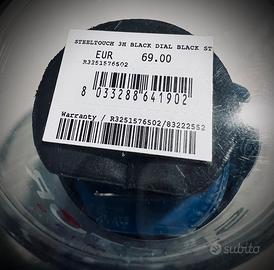 STEELTOUCH 3H BLACK DIAL BLACK ST
EUR 69.00
R3251576502
8 033288 641902
Warranty / R3251576502/83222552
subito